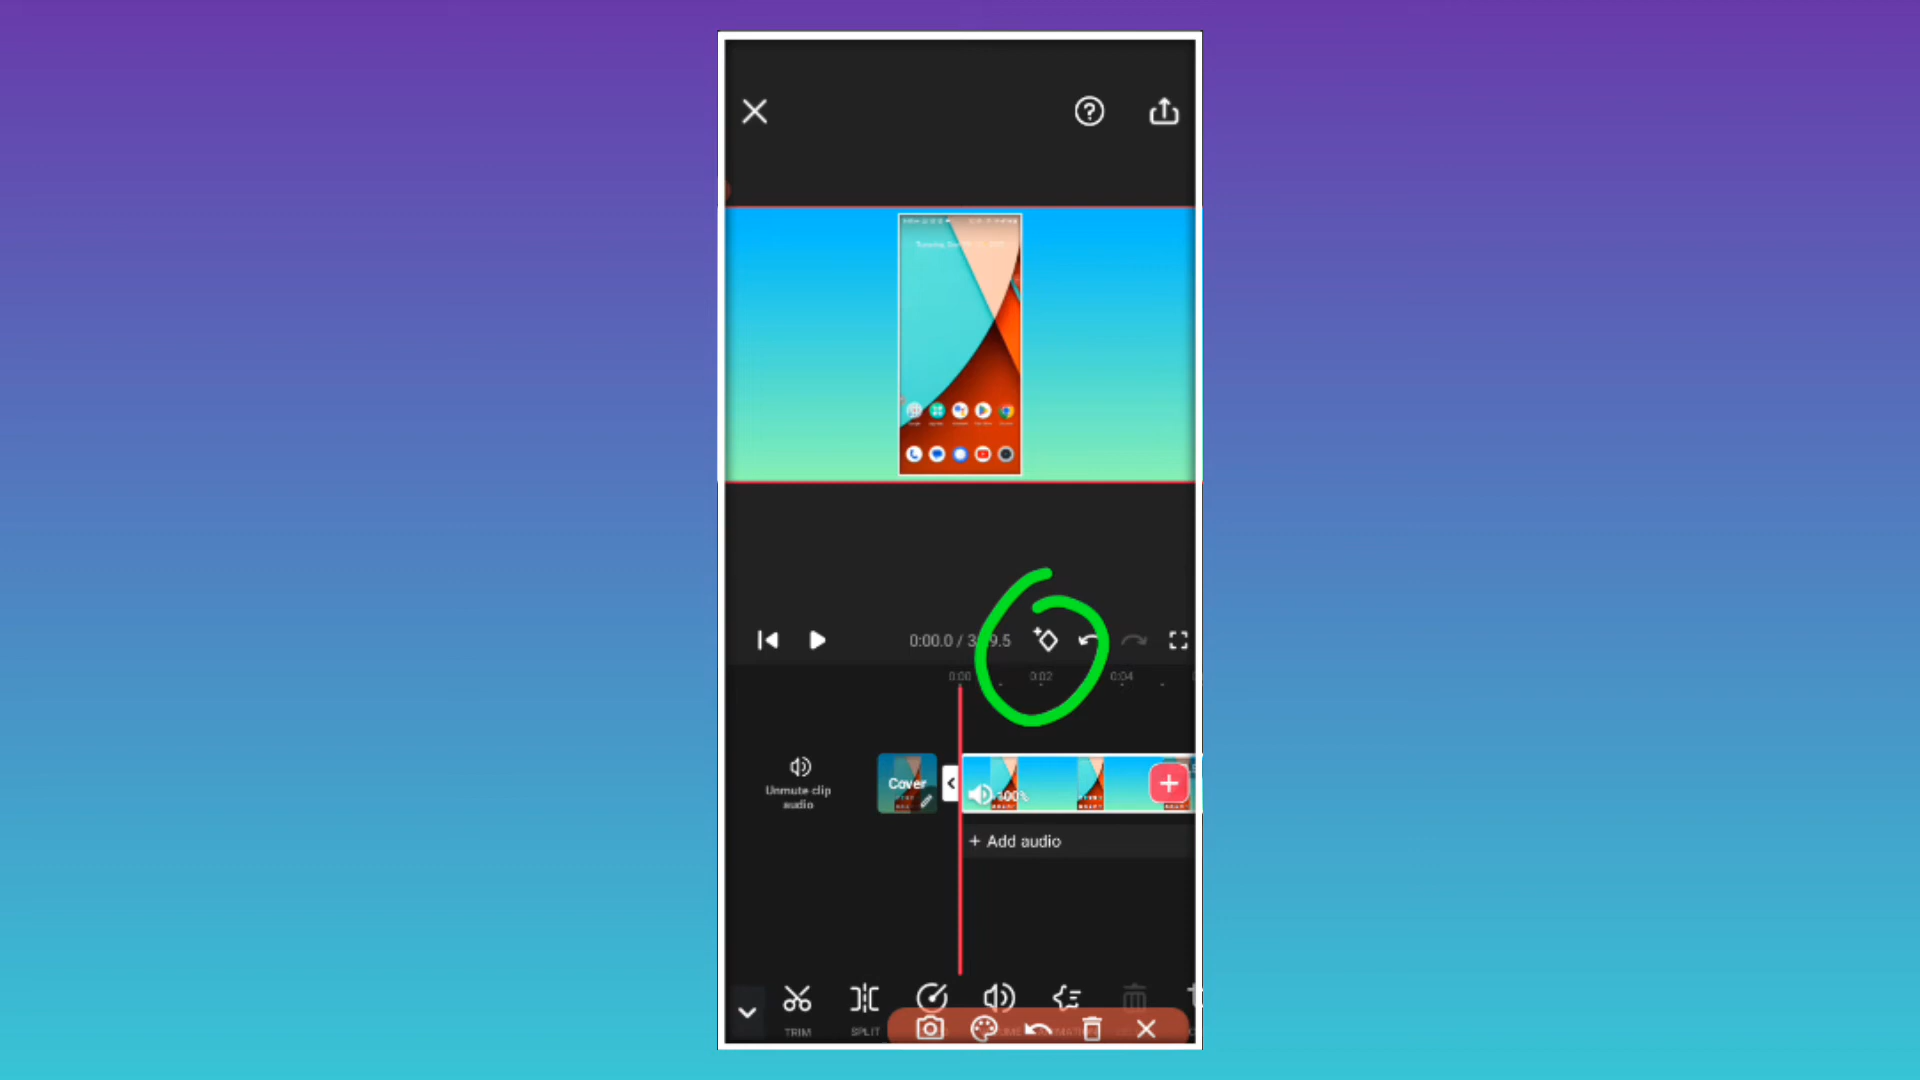 0:00.0 / 3
9.5
0:00
0:02
0:04
Unmute clip
audio
Cover
100%
+ Add audio
TRIM
SPLIT